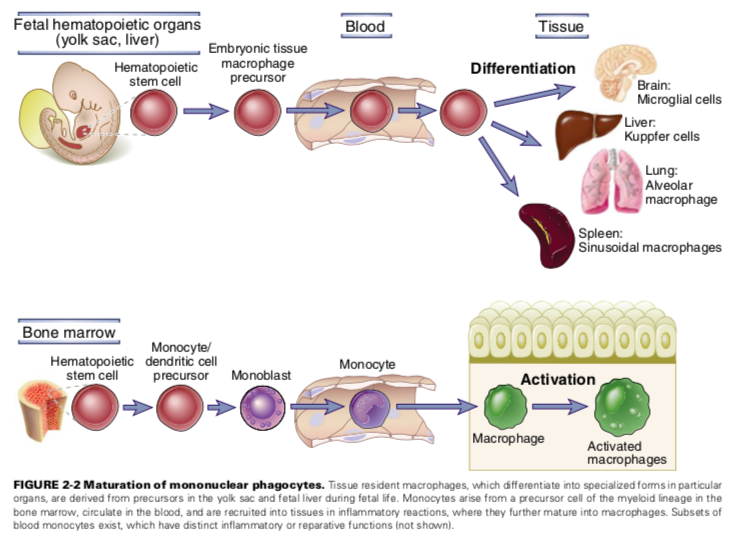 Fetal hematopoietic organs
(yolk sac, liver)
Blood
Tissue
Hematopoietic
stem cell
Embryonic tissue
macrophage
precursor
Differentiation
Brain:
Microglial cells
Liver:
Kupffer cells
Lung:
Alveolar
macrophage
Spleen:
Sinusoidal macrophages
Bone marrow
Hematopoietic
stem cell
Monocyte/
dendritic cell
precursor
Monoblast
Monocyte
Activation
Macrophage
Activated
macrophages
FIGURE 2-2 Maturation of mononuclear phagocytes. Tissue resident macrophages, which differentiate into specialized forms in particular
organs, are derived from precursors in the yolk sac and fetal liver during fetal life. Monocytes arise from a precursor cell of the myeloid lineage in the
bone marrow, circulate in the blood, and are recruited into tissues in inflammatory reactions, where they further mature into macrophages. Subsets of
blood monocytes exist, which have distinct inflammatory or reparative functions (not shown).